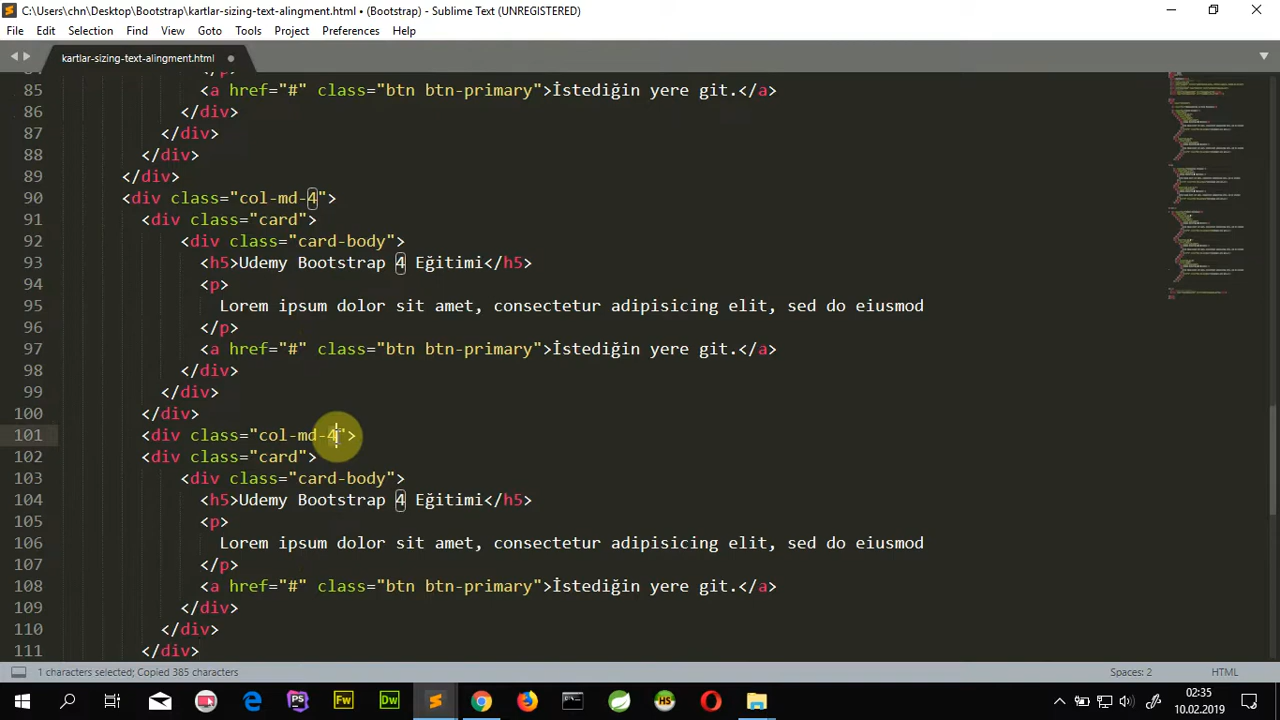 C:\Users\chn\Desktop\Bootstrap\kartlar-sizing-text-alingment.html • (Bootstrap) - Sublime Text (UNREGISTERED)
File Edit Selection Find View Goto Tools Project Preferences Help
kartlar-sizing-text-alingment.html
85 <a href="#" class="btn btn-primary">İstediğin yere git.</a>
86 </div>
87 </div>
88 </div>
89 </div>
90 <div class="col-md-4">
91 <div class="card">
92 <div class="card-body">
93 <h5>Udemy Bootstrap 4 Eğitimi</h5>
94 <p>
95 Lorem ipsum dolor sit amet, consectetur adipisicing elit, sed do eiusmod
96 </p>
97 <a href="#" class="btn btn-primary">İstediğin yere git.</a>
98 </div>
99 </div>
100 </div>
101 <div class="col-md-4">
102 <div class="card">
103 <div class="card-body">
104 <h5>Udemy Bootstrap 4 Eğitimi</h5>
105 <p>
106 Lorem ipsum dolor sit amet, consectetur adipisicing elit, sed do eiusmod
107 </p>
108 <a href="#" class="btn btn-primary">İstediğin yere git.</a>
109 </div>
110 </div>
111 </div>
1 characters selected; Copied 385 characters
Spaces: 2 HTML
Fw Dw HS
02:35
10.02.2019